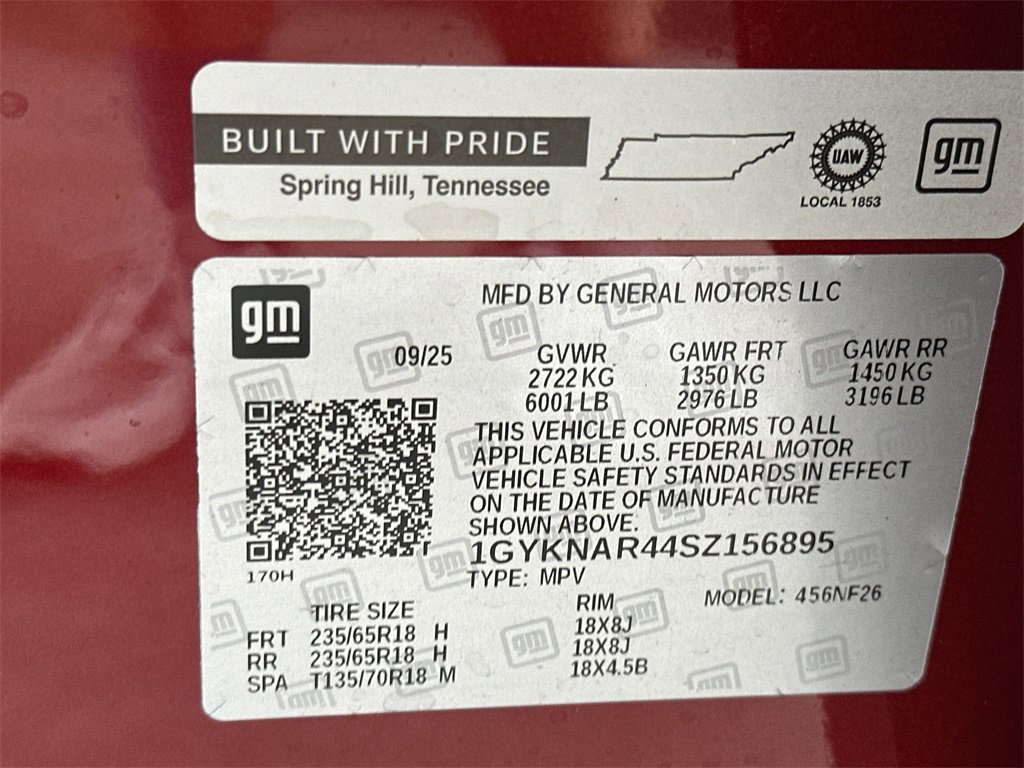 BUILT WITH PRIDE
Spring Hill, Tennessee
UAW
LOCAL 1853
gm
gm
MFD BY GENERAL MOTORS LLC
09/25 GVWR GAWR FRT GAWR RR
2722 KG 1350 KG 1450 KG
6001 LB 2976 LB 3196 LB
THIS VEHICLE CONFORMS TO ALL
APPLICABLE U.S. FEDERAL MOTOR
VEHICLE SAFETY STANDARDS IN EFFECT
ON THE DATE OF MANUFACTURE
SHOWN ABOVE.
1GYKNAR44SZ156895
170H
TYPE: MPV
MODEL: 456NF26
TIRE SIZE RIM
FRT 235/65R18 H 18X8J
RR 235/65R18 H 18X8J
SPA T135/70R18 M 18X4.5B